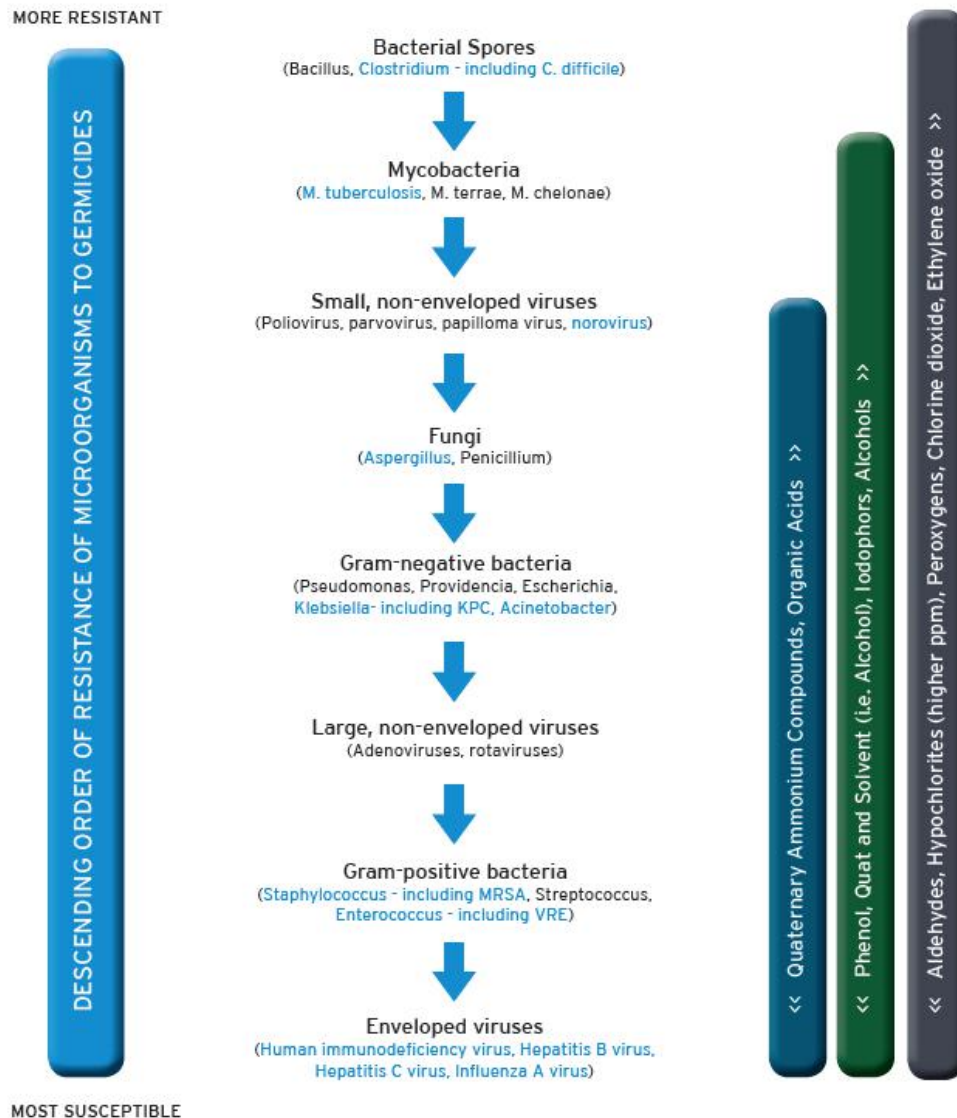 MORE RESISTANT
DESCENDING ORDER OF RESISTANCE OF MICROORGANISMS TO GERMICIDES
Bacterial Spores
(Bacillus, Clostridium - including C. difficile)
Mycobacteria
(M. tuberculosis, M. terrae, M. chelonae)
Small, non-enveloped viruses
(Poliovirus, parvovirus, papilloma virus, norovirus)
Fungi
(Aspergillus, Penicillium)
Gram-negative bacteria
(Pseudomonas, Providencia, Escherichia,
Klebsiella- including KPC, Acinetobacter)
Large, non-enveloped viruses
(Adenoviruses, rotaviruses)
Gram-positive bacteria
(Staphylococcus - including MRSA, Streptococcus,
Enterococcus - including VRE)
Enveloped viruses
(Human immunodeficiency virus, Hepatitis B virus,
Hepatitis C virus, Influenza A virus)
MOST SUSCEPTIBLE
<< Quaternary Ammonium Compounds, Organic Acids >>
<< Phenol, Quat and Solvent (i.e. Alcohol), Iodophors, Alcohols >>
<< Aldehydes, Hypochlorites (higher ppm), Peroxygens, Chlorine dioxide, Ethylene oxide >>